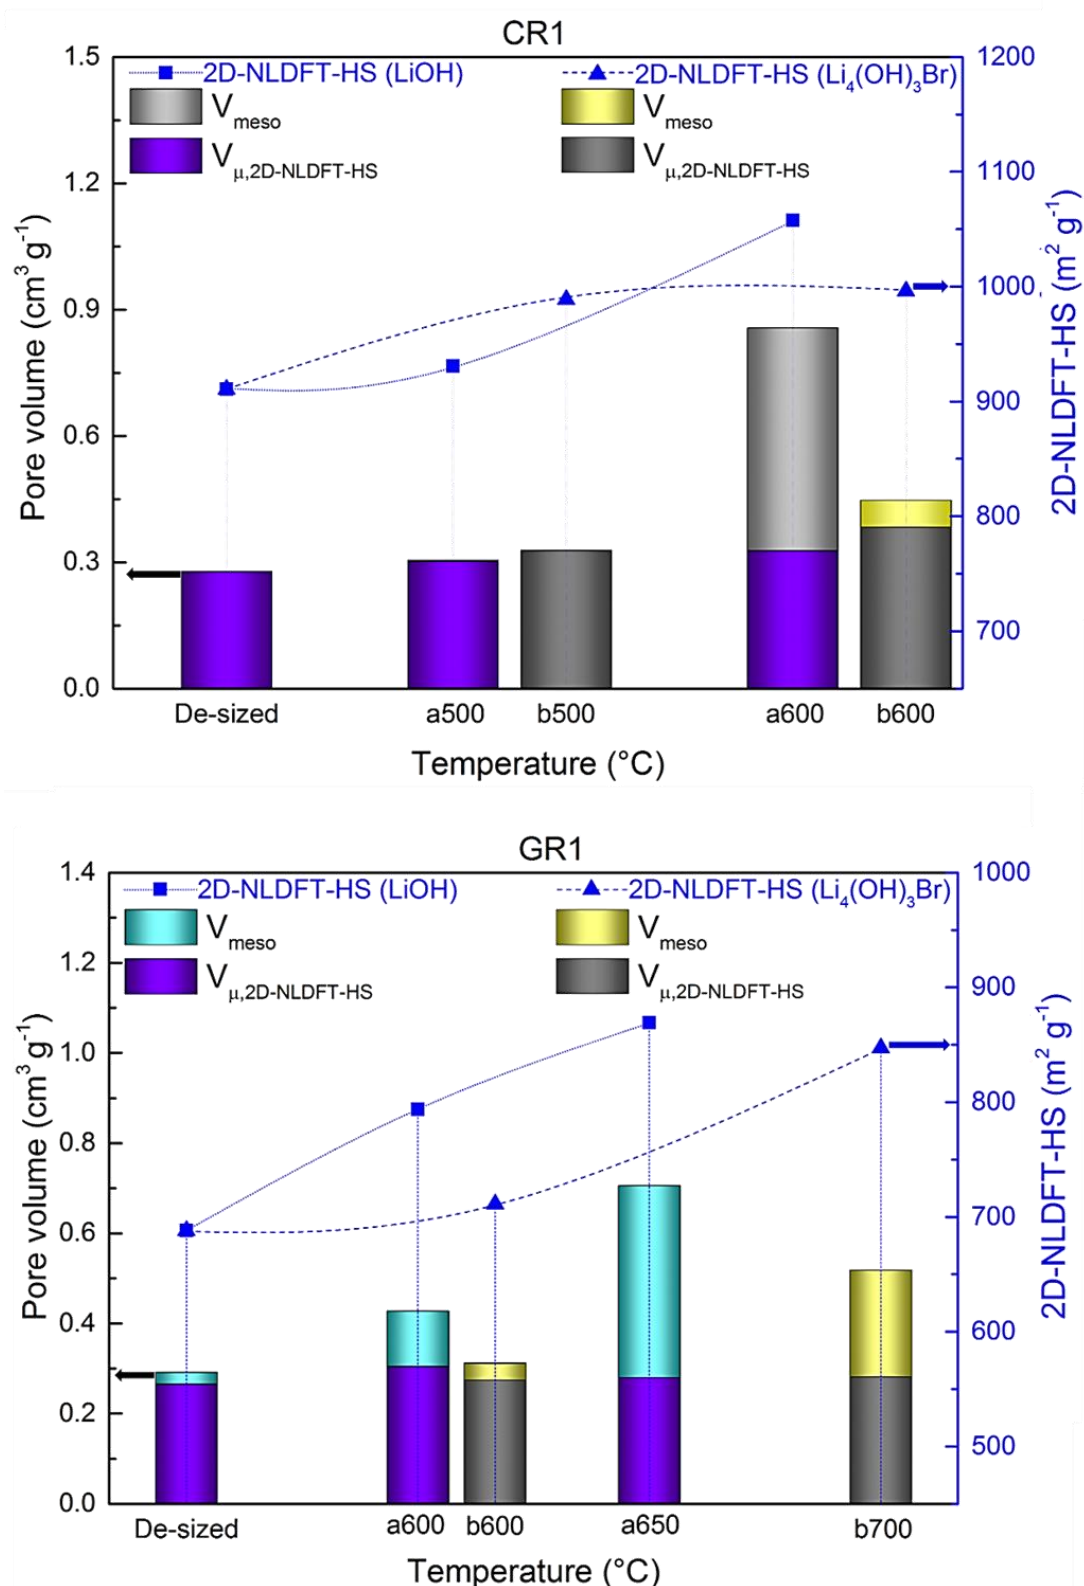 CR1
2D-NLDFT-HS (LiOH)
2D-NLDFT-HS (Li4(OH)3Br)
Vmeso
Vmeso
Vμ,2D-NLDFT-HS
Vμ,2D-NLDFT-HS
1.5
1.2
0.9
0.6
0.3
0.0
Pore volume (cm3 g-1)
1200
1100
1000
900
800
700
2D-NLDFT-HS (m2 g-1)
De-sized a500 b500 a600 b600
Temperature (°C)
GR1
2D-NLDFT-HS (LiOH)
2D-NLDFT-HS (Li4(OH)3Br)
Vmeso
Vmeso
Vμ,2D-NLDFT-HS
Vμ,2D-NLDFT-HS
1.4
1.2
1.0
0.8
0.6
0.4
0.2
0.0
Pore volume (cm3 g-1)
1000
900
800
700
600
500
2D-NLDFT-HS (m2 g-1)
De-sized a600 b600 a650 b700
Temperature (°C)